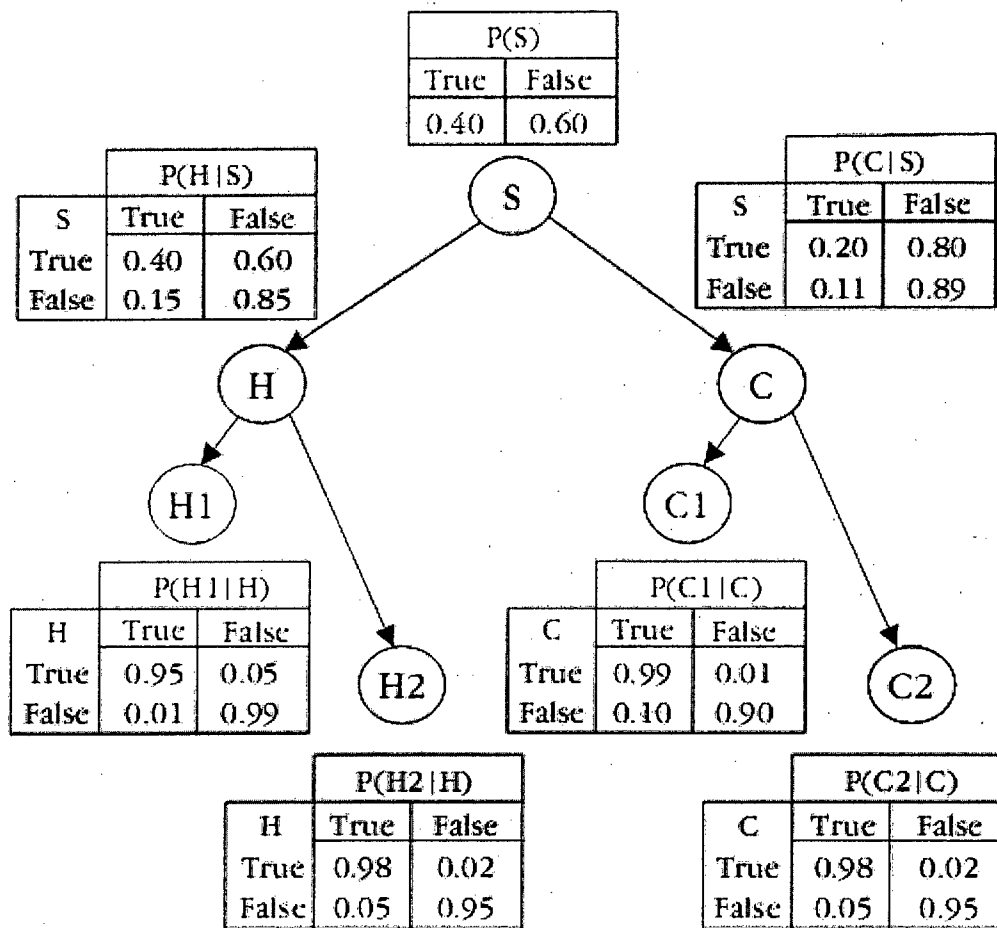 P(S)
True False
0.40 0.60
P(H|S)
S True False
True 0.40 0.60
False 0.15 0.85
S
P(C|S)
S True False
True 0.20 0.80
False 0.11 0.89
H
C
H1
C1
P(H1|H)
H True False
True 0.95 0.05
False 0.01 0.99
H2
P(C1|C)
C True False
True 0.99 0.01
False 0.10 0.90
C2
P(H2|H)
H True False
True 0.98 0.02
False 0.05 0.95
P(C2|C)
C True False
True 0.98 0.02
False 0.05 0.95